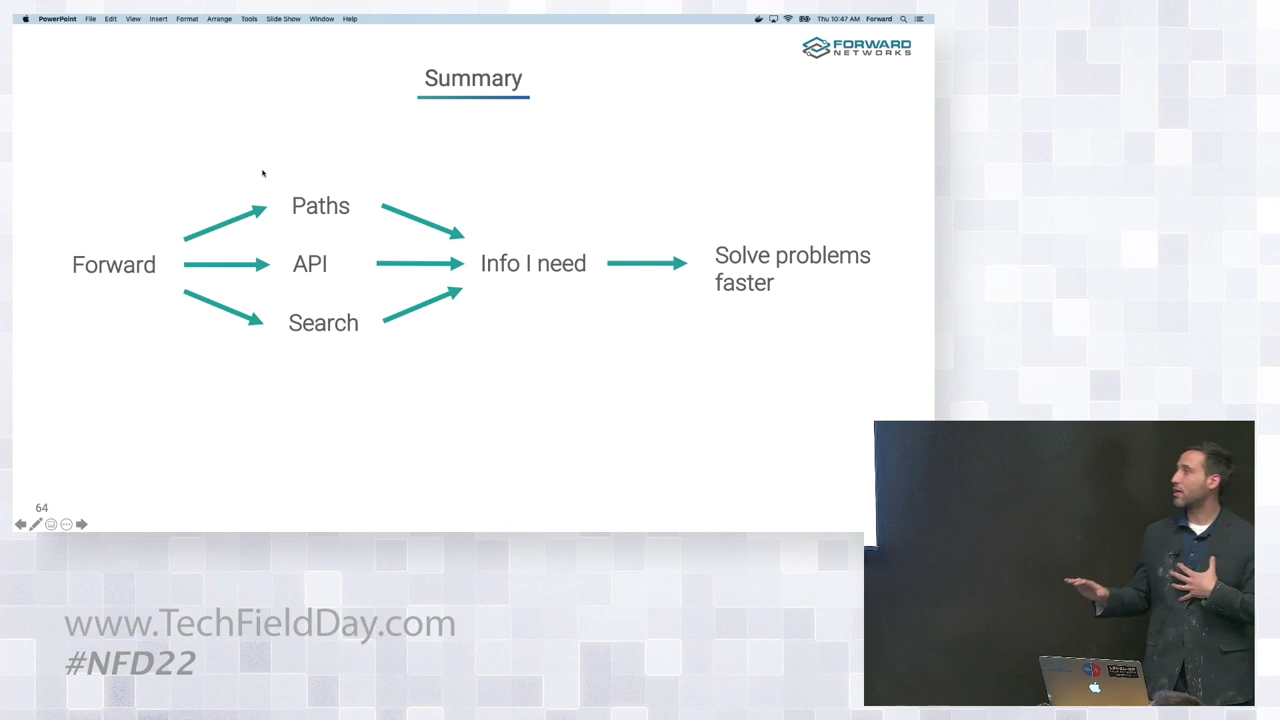 PowerPoint File Edit View Insert Format Arrange Tools Slide Show Window Help Thu 10:47 AM Forward
FORWARD
NETWORKS
Summary
Paths
Forward
API
Info I need
Solve problems
faster
Search
64
www.TechFieldDay.com
#NFD22